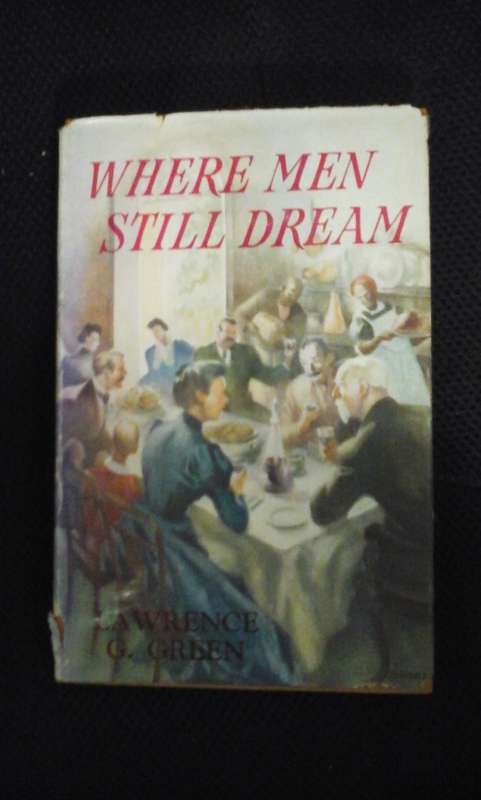 WHERE MEN
STILL DREAM
LAWRENCE
G. GREEN